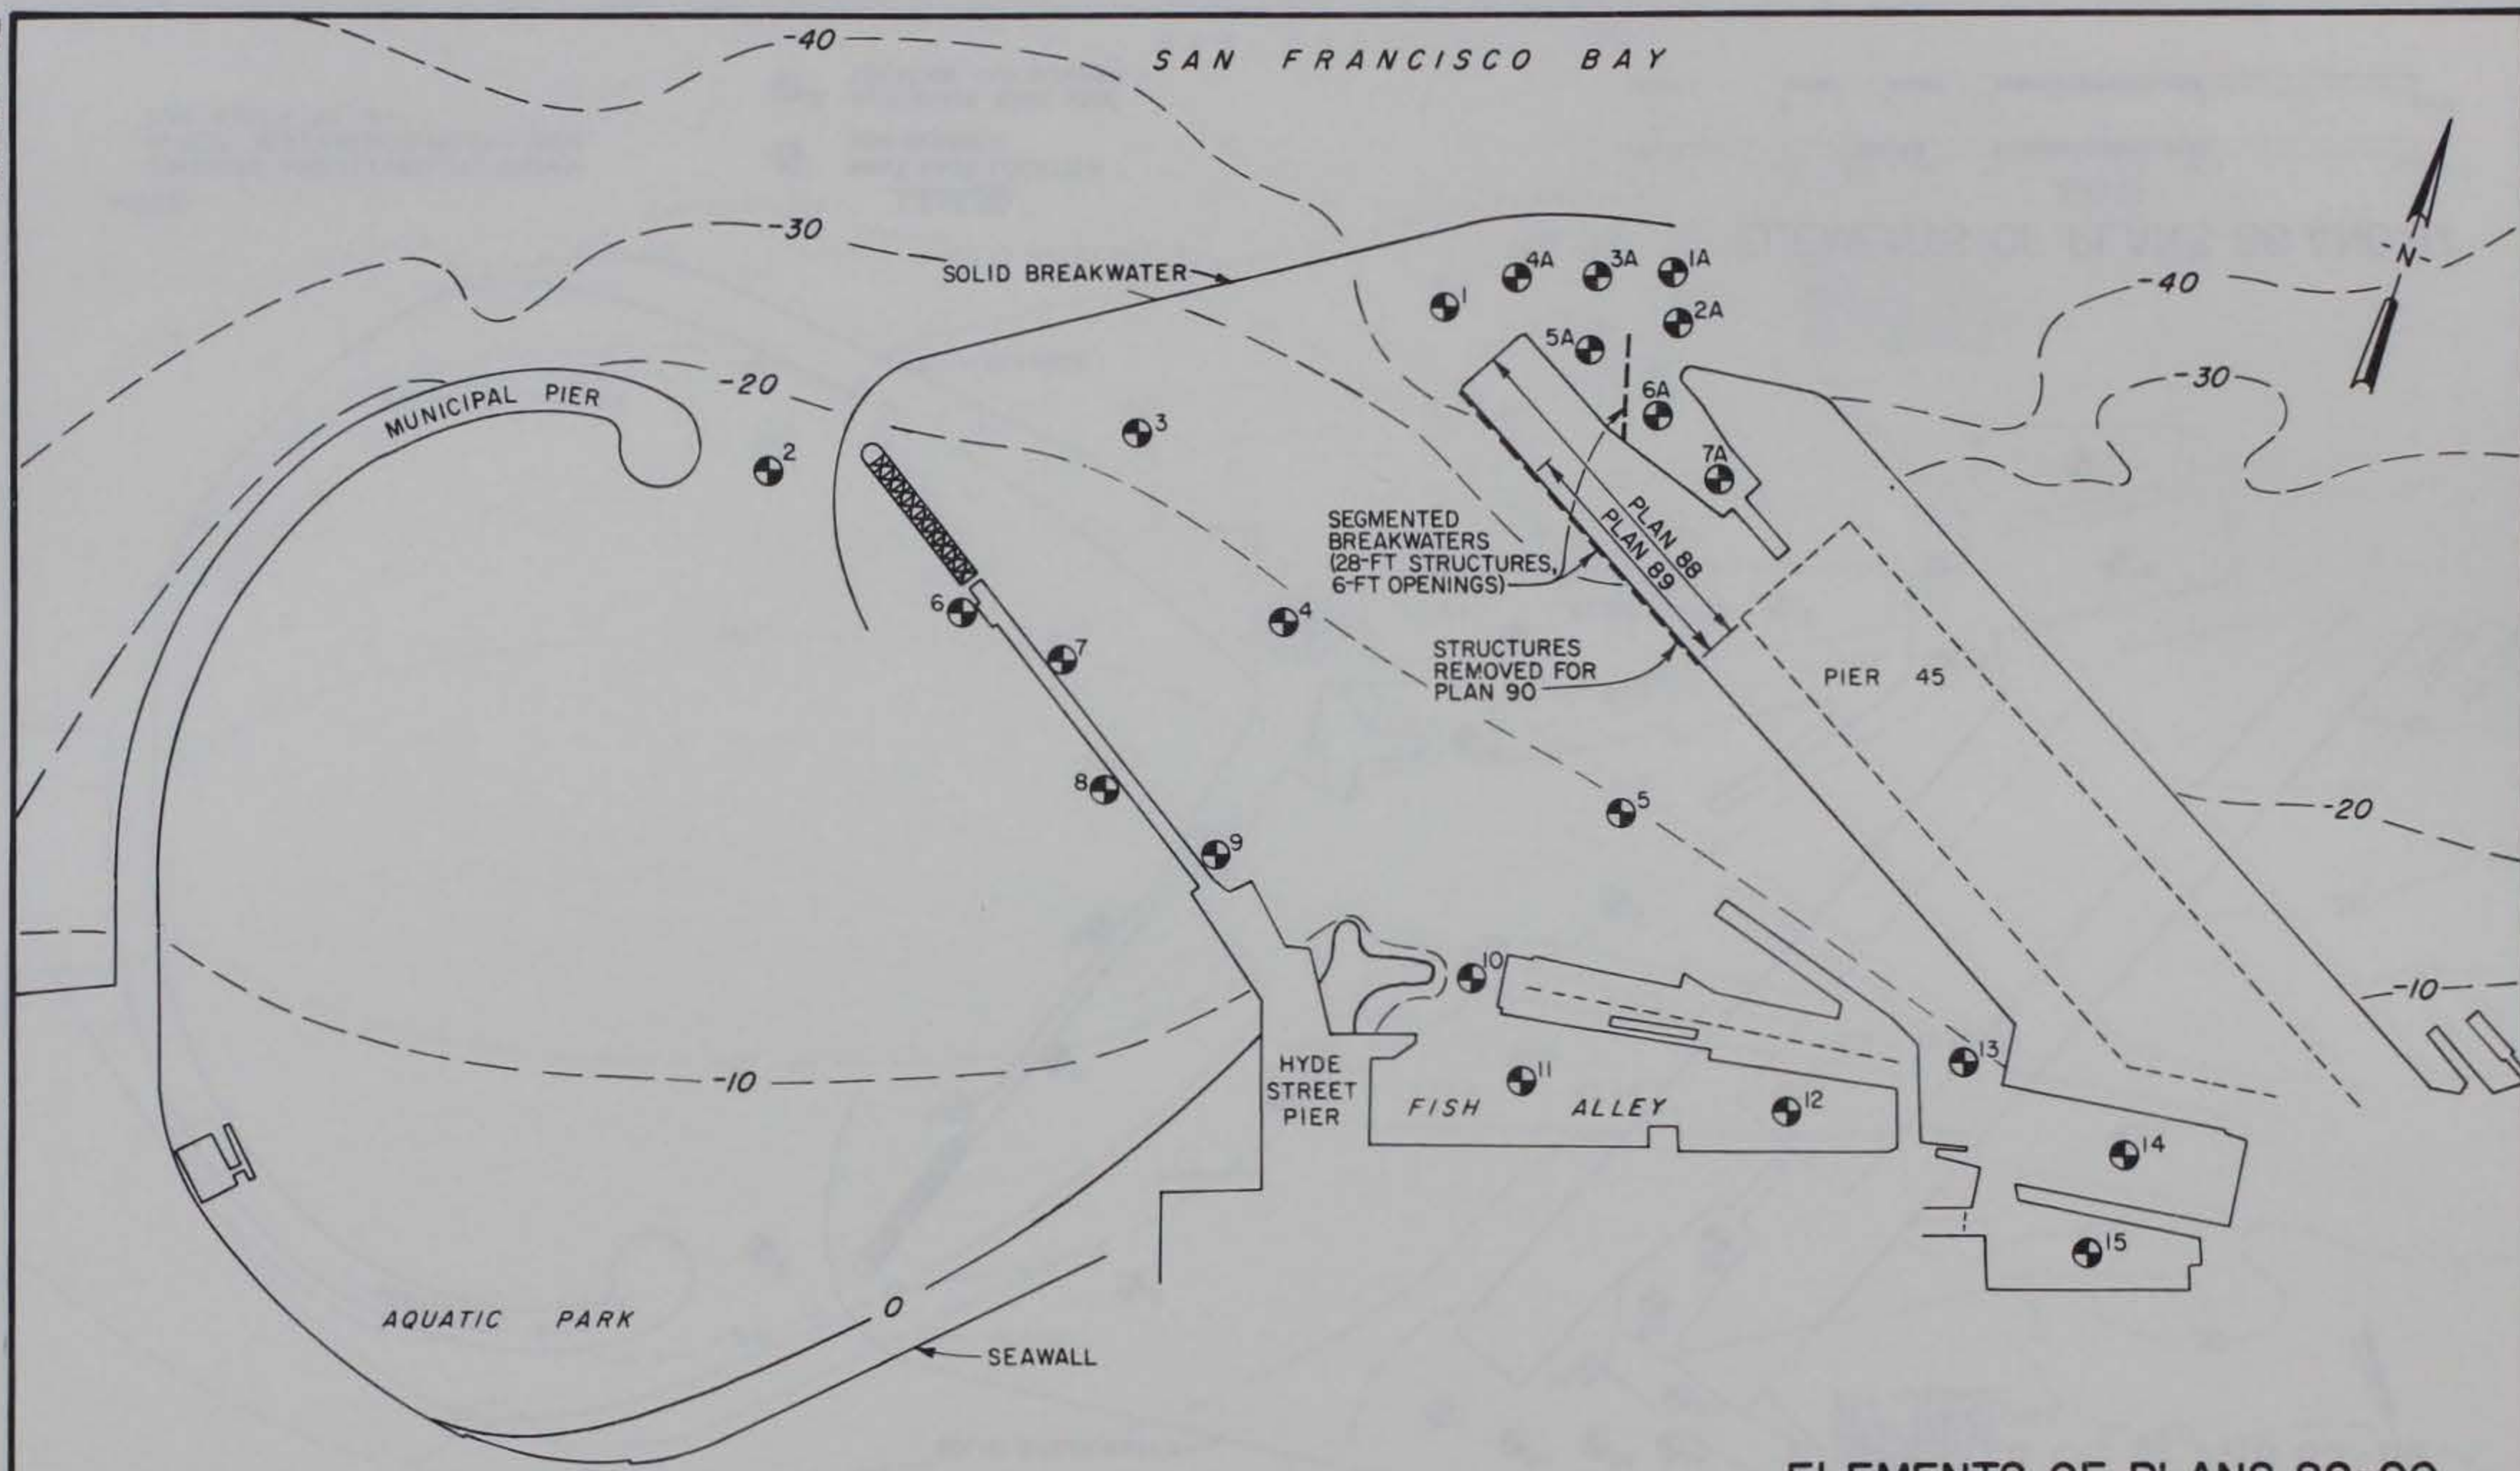 SAN FRANCISCO BAY
-40
-30
SOLID BREAKWATER
4A
3A
1A
1
2A
5A
6A
7A
-40
N
-30
MUNICIPAL PIER
-20
2
3
SEGMENTED
BREAKWATERS
(28-FT STRUCTURES,
6-FT OPENINGS)
PLAN 88
PLAN 89
6
4
7
STRUCTURES
REMOVED FOR
PLAN 90
PIER 45
8
5
-20
9
10
-10
13
-10
HYDE
STREET
PIER
11
FISH ALLEY
12
14
15
AQUATIC PARK
0
SEAWALL